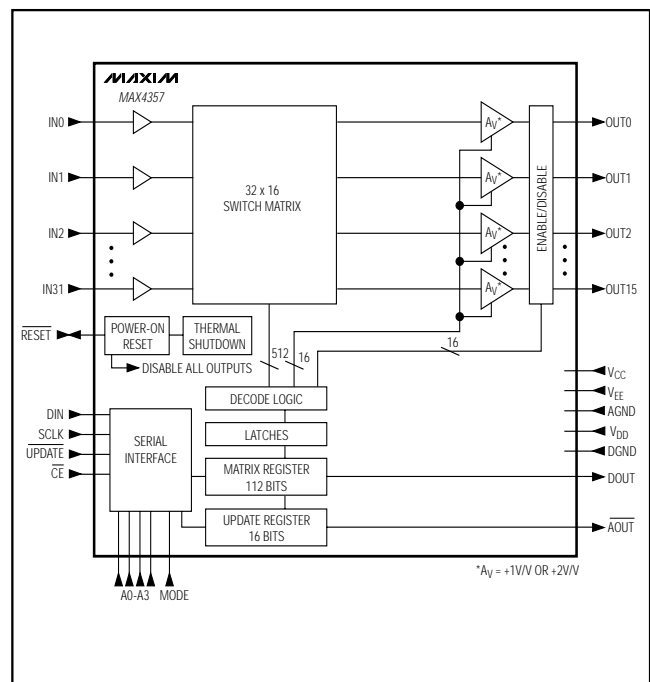 MAXIM
MAX4357
IN0
IN1
IN2
IN31
32 x 16
SWITCH MATRIX
AV*
AV*
AV*
AV*
ENABLE/DISABLE
OUT0
OUT1
OUT2
OUT15
RESET
POWER-ON
RESET
THERMAL
SHUTDOWN
DISABLE ALL OUTPUTS
512
16
16
DECODE LOGIC
LATCHES
MATRIX REGISTER
112 BITS
UPDATE REGISTER
16 BITS
DIN
SCLK
UPDATE
CE
SERIAL
INTERFACE
A0-A3
MODE
VCC
VEE
AGND
VDD
DGND
DOUT
AOUT
*AV = +1V/V OR +2V/V